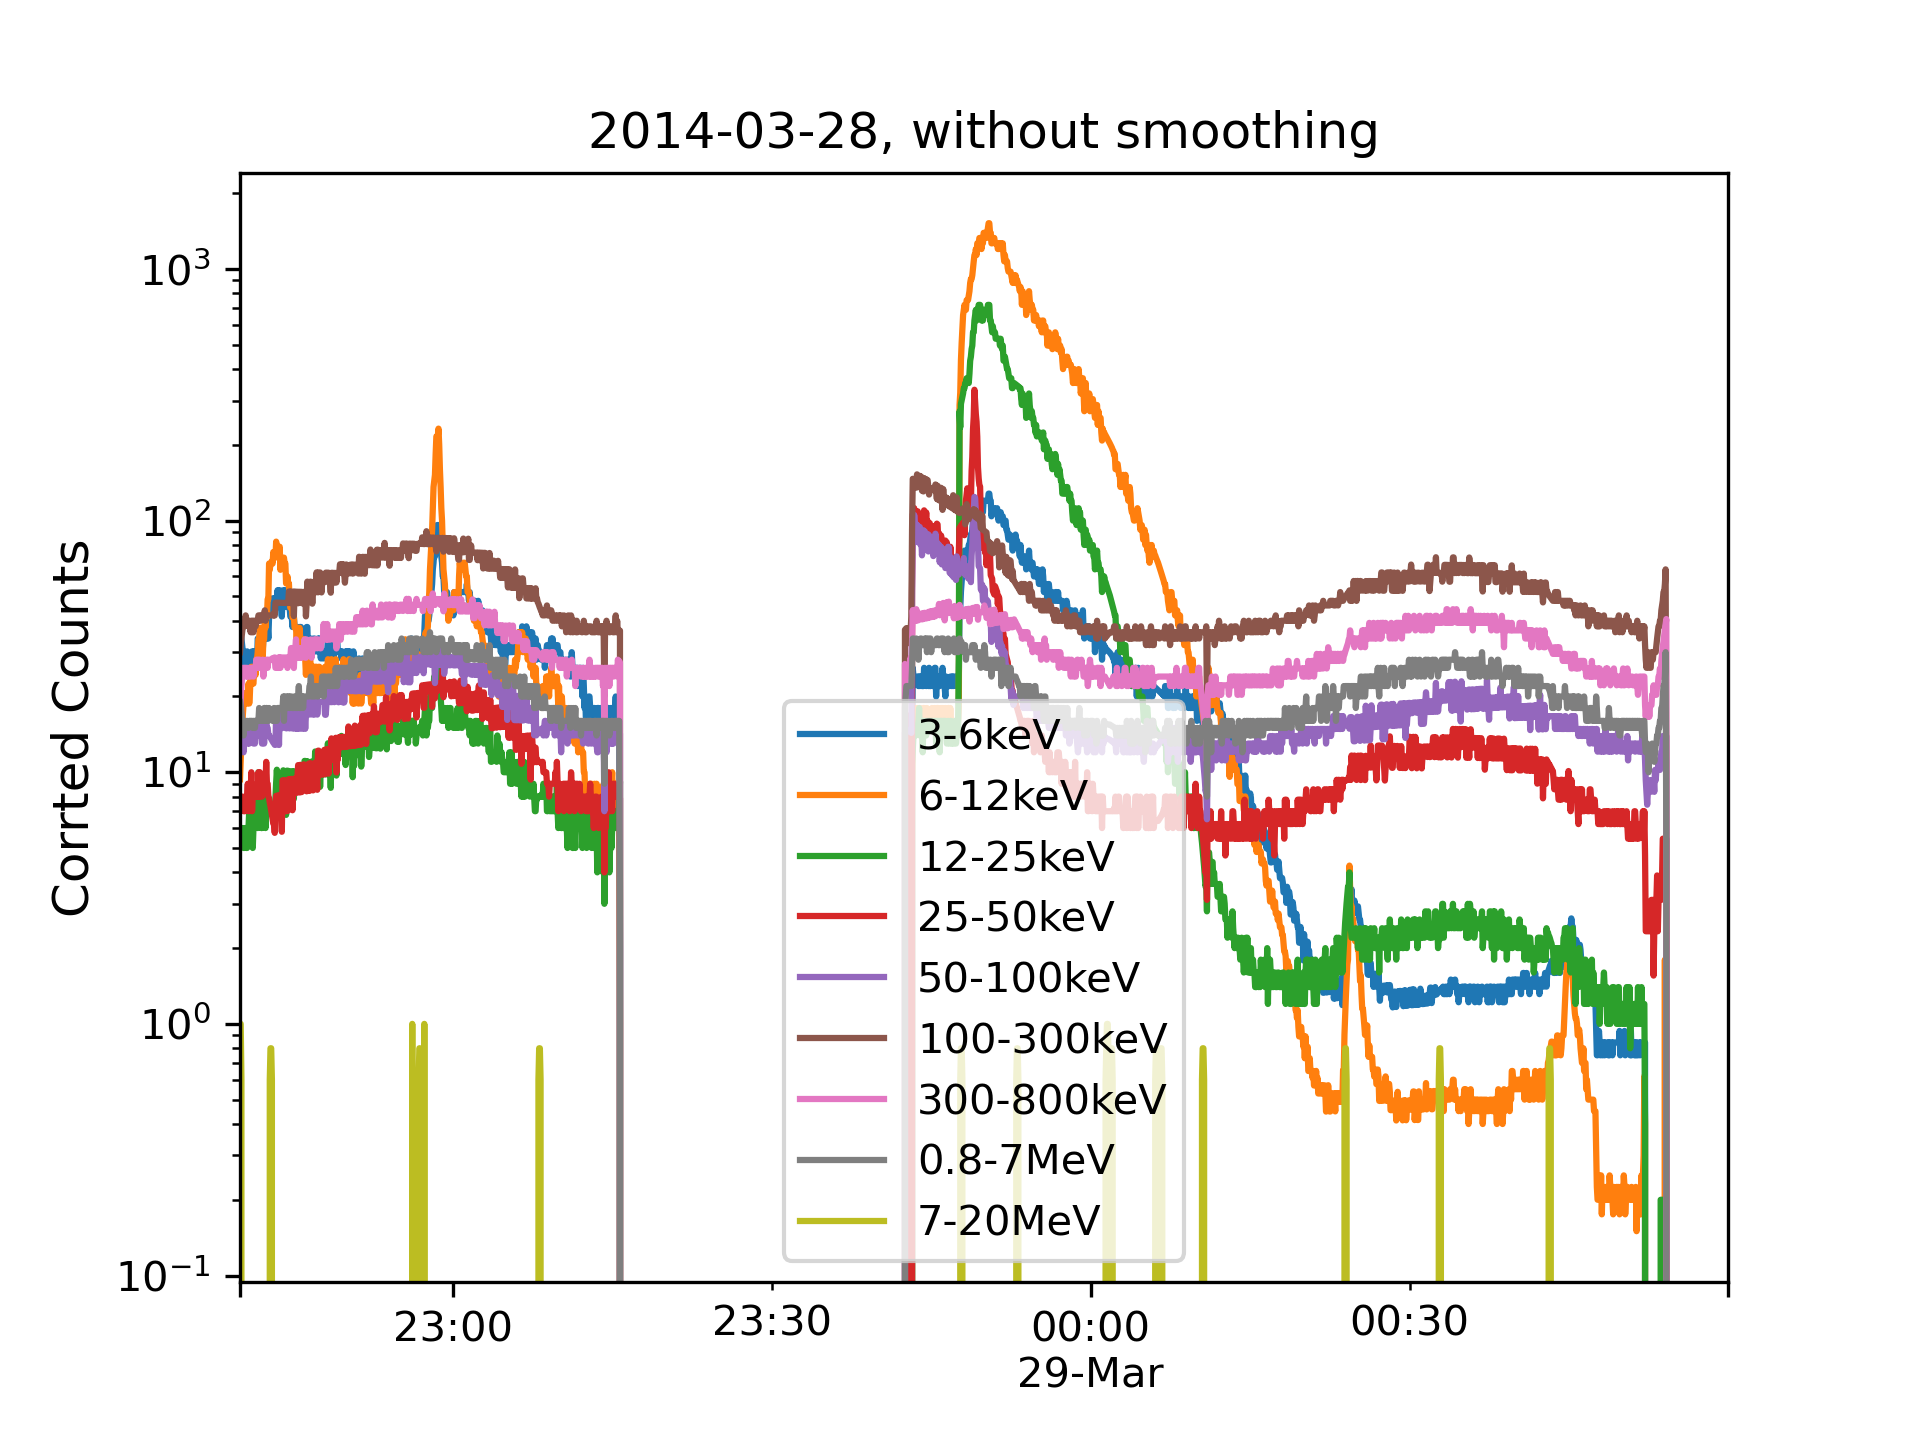 2014-03-28, without smoothing
Corrted Counts
10³
10²
10¹
10⁰
10⁻¹
3-6keV
6-12keV
12-25keV
25-50keV
50-100keV
100-300keV
300-800keV
0.8-7MeV
7-20MeV
23:00
23:30
00:00
00:30
29-Mar